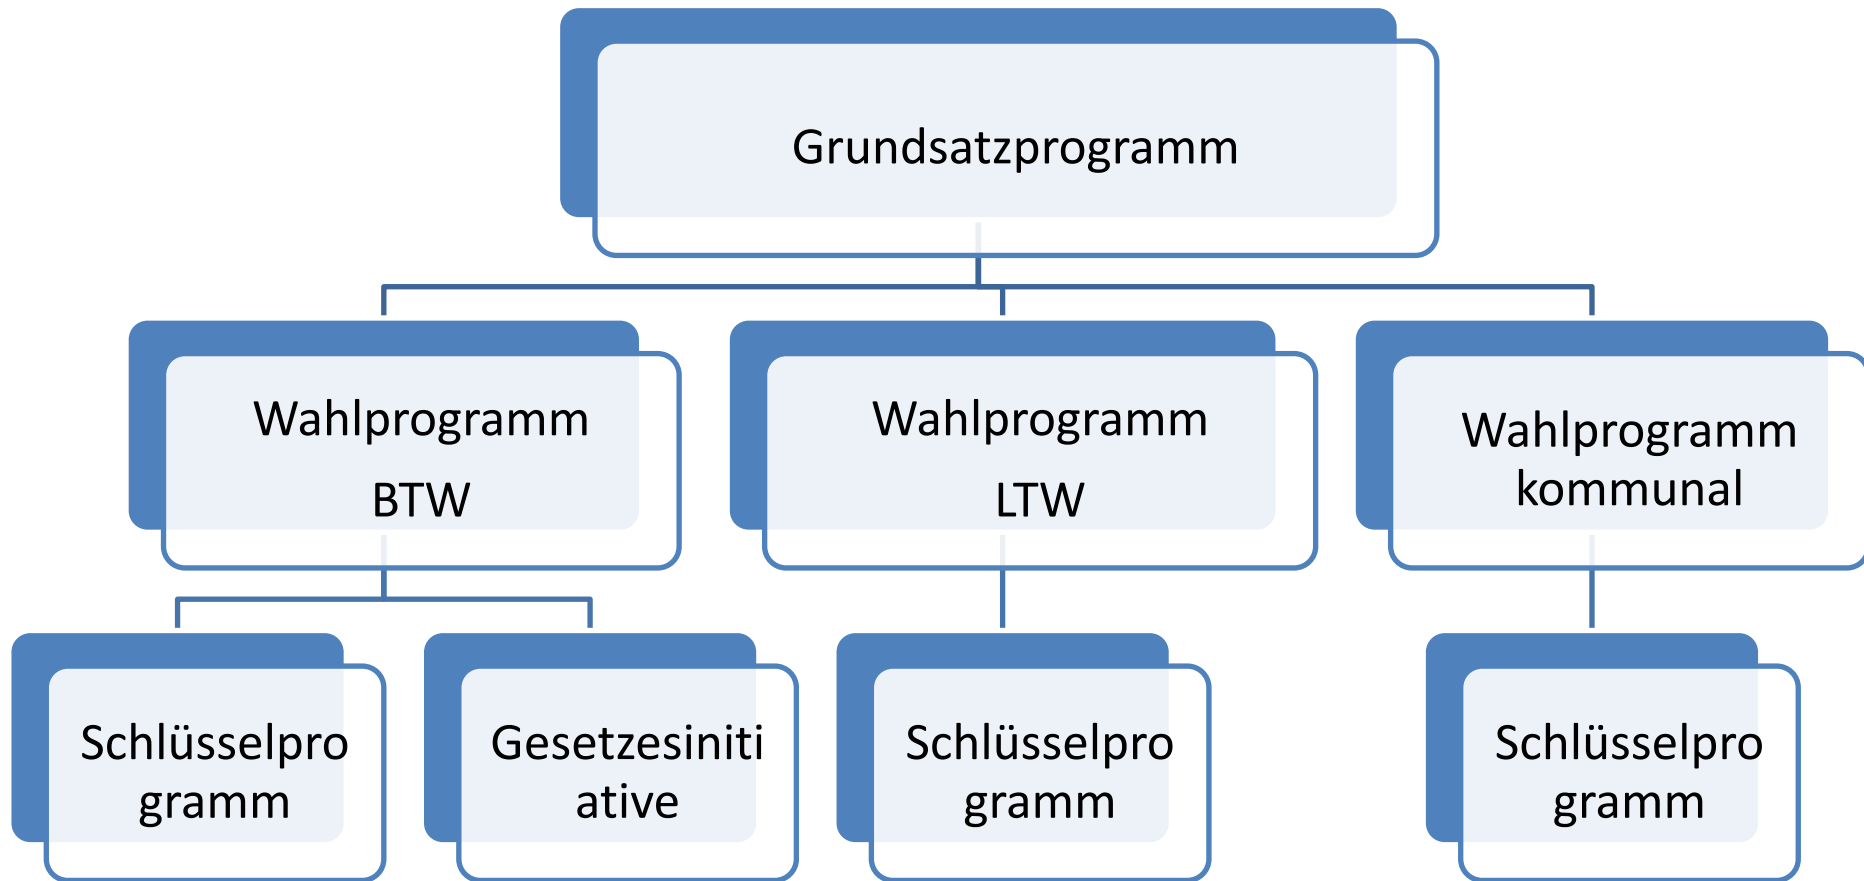 Grundsatzprogramm
Wahlprogramm
BTW
Wahlprogramm
LTW
Wahlprogramm
kommunal
Schlüsselpro
gramm
Gesetzesiniti
ative
Schlüsselpro
gramm
Schlüsselpro
gramm